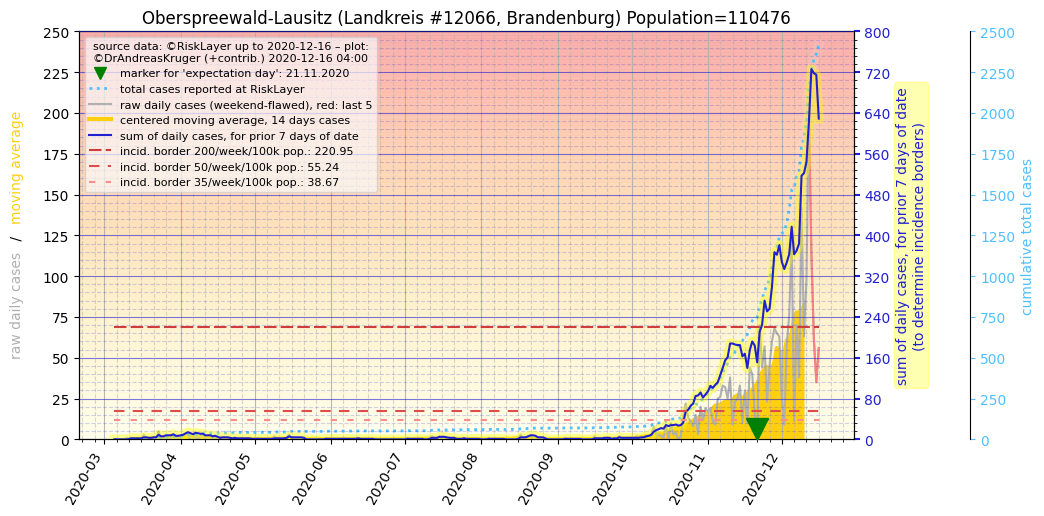 Oberspreewald-Lausitz (Landkreis #12066, Brandenburg) Population=110476
source data: ©RiskLayer up to 2020-12-16 – plot:
©DrAndreasKruger (+contrib.) 2020-12-16 04:00
marker for 'expectation day': 21.11.2020
total cases reported at RiskLayer
raw daily cases (weekend-flawed), red: last 5
centered moving average, 14 days cases
sum of daily cases, for prior 7 days of date
incid. border 200/week/100k pop.: 220.95
incid. border 50/week/100k pop.: 55.24
incid. border 35/week/100k pop.: 38.67
raw daily cases / moving average
250
225
200
175
150
125
100
75
50
25
0
2020-03
2020-04
2020-05
2020-06
2020-07
2020-08
2020-09
2020-10
2020-11
2020-12
800
720
640
560
480
400
320
240
160
80
0
sum of daily cases, for prior 7 days of date
(to determine incidence borders)
2500
2250
2000
1750
1500
1250
1000
750
500
250
0
cumulative total cases